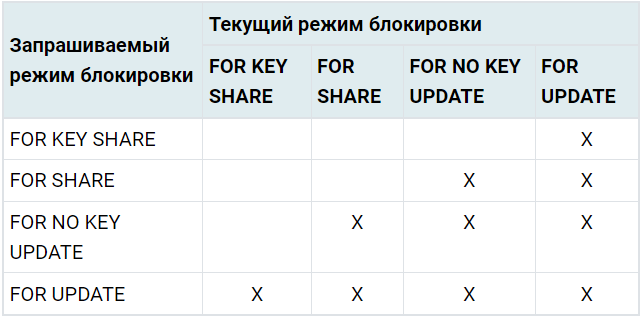 Запрашиваемый режим блокировки
Текущий режим блокировки
FOR KEY SHARE
FOR SHARE
FOR NO KEY UPDATE
FOR UPDATE
FOR KEY SHARE X
FOR SHARE X X
FOR NO KEY UPDATE X X X
FOR UPDATE X X X X